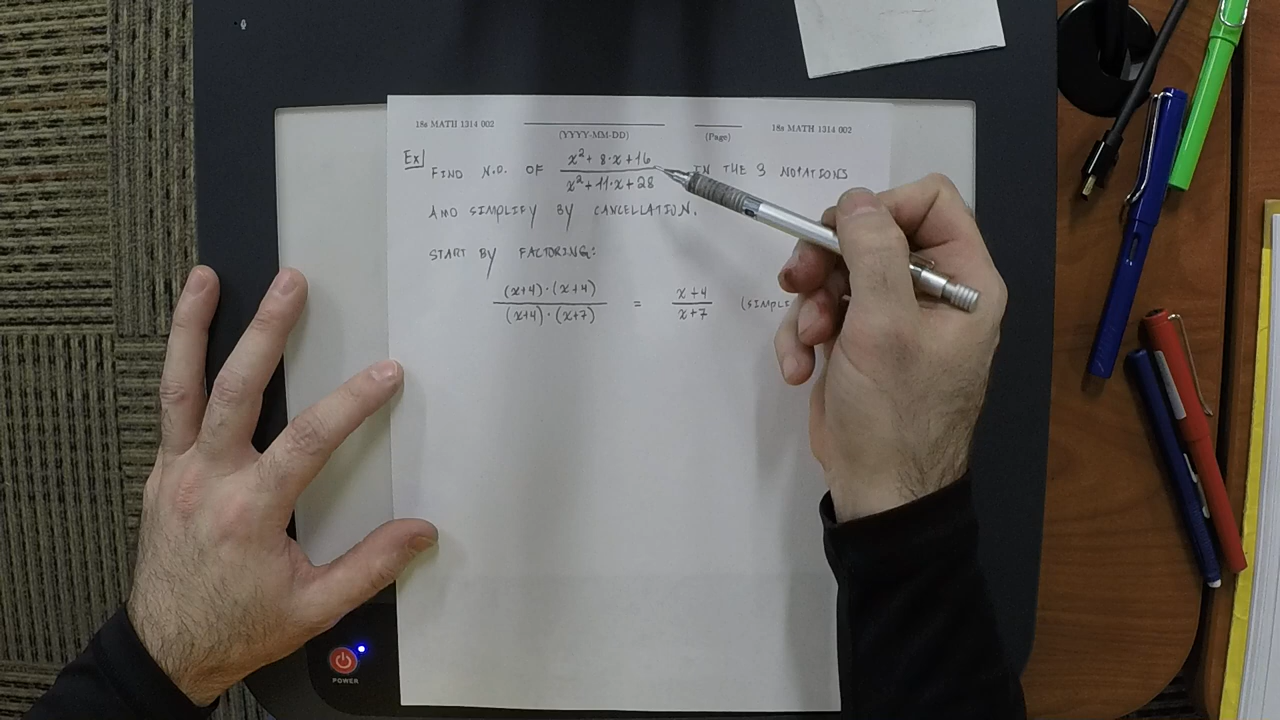 18s MATH 1314 002 (YYYY-MM-DD) (Page) 18s MATH 1314 002
Ex] FIND N.D. OF (x²+8·x+16)/(x²+11·x+28) IN THE 3 NOTATIONS
AND SIMPLIFY BY CANCELLATION.
START BY FACTORING:
(x+4)·(x+4)/(x+4)·(x+7) = x+4/x+7 (SIMPLI
POWER